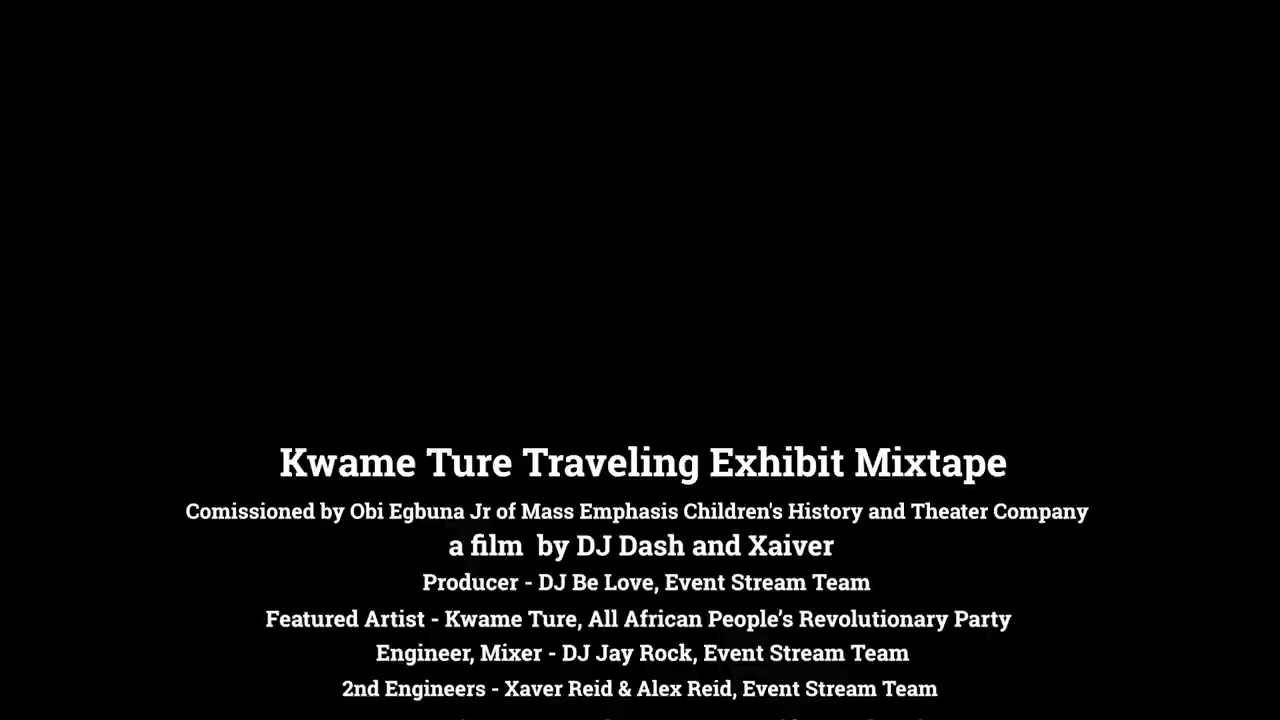 Kwame Ture Traveling Exhibit Mixtape
Comissioned by Obi Egbuna Jr of Mass Emphasis Children's History and Theater Company
a film by DJ Dash and Xaiver
Producer - DJ Be Love, Event Stream Team
Featured Artist - Kwame Ture, All African People’s Revolutionary Party
Engineer, Mixer - DJ Jay Rock, Event Stream Team
2nd Engineers - Xaver Reid & Alex Reid, Event Stream Team